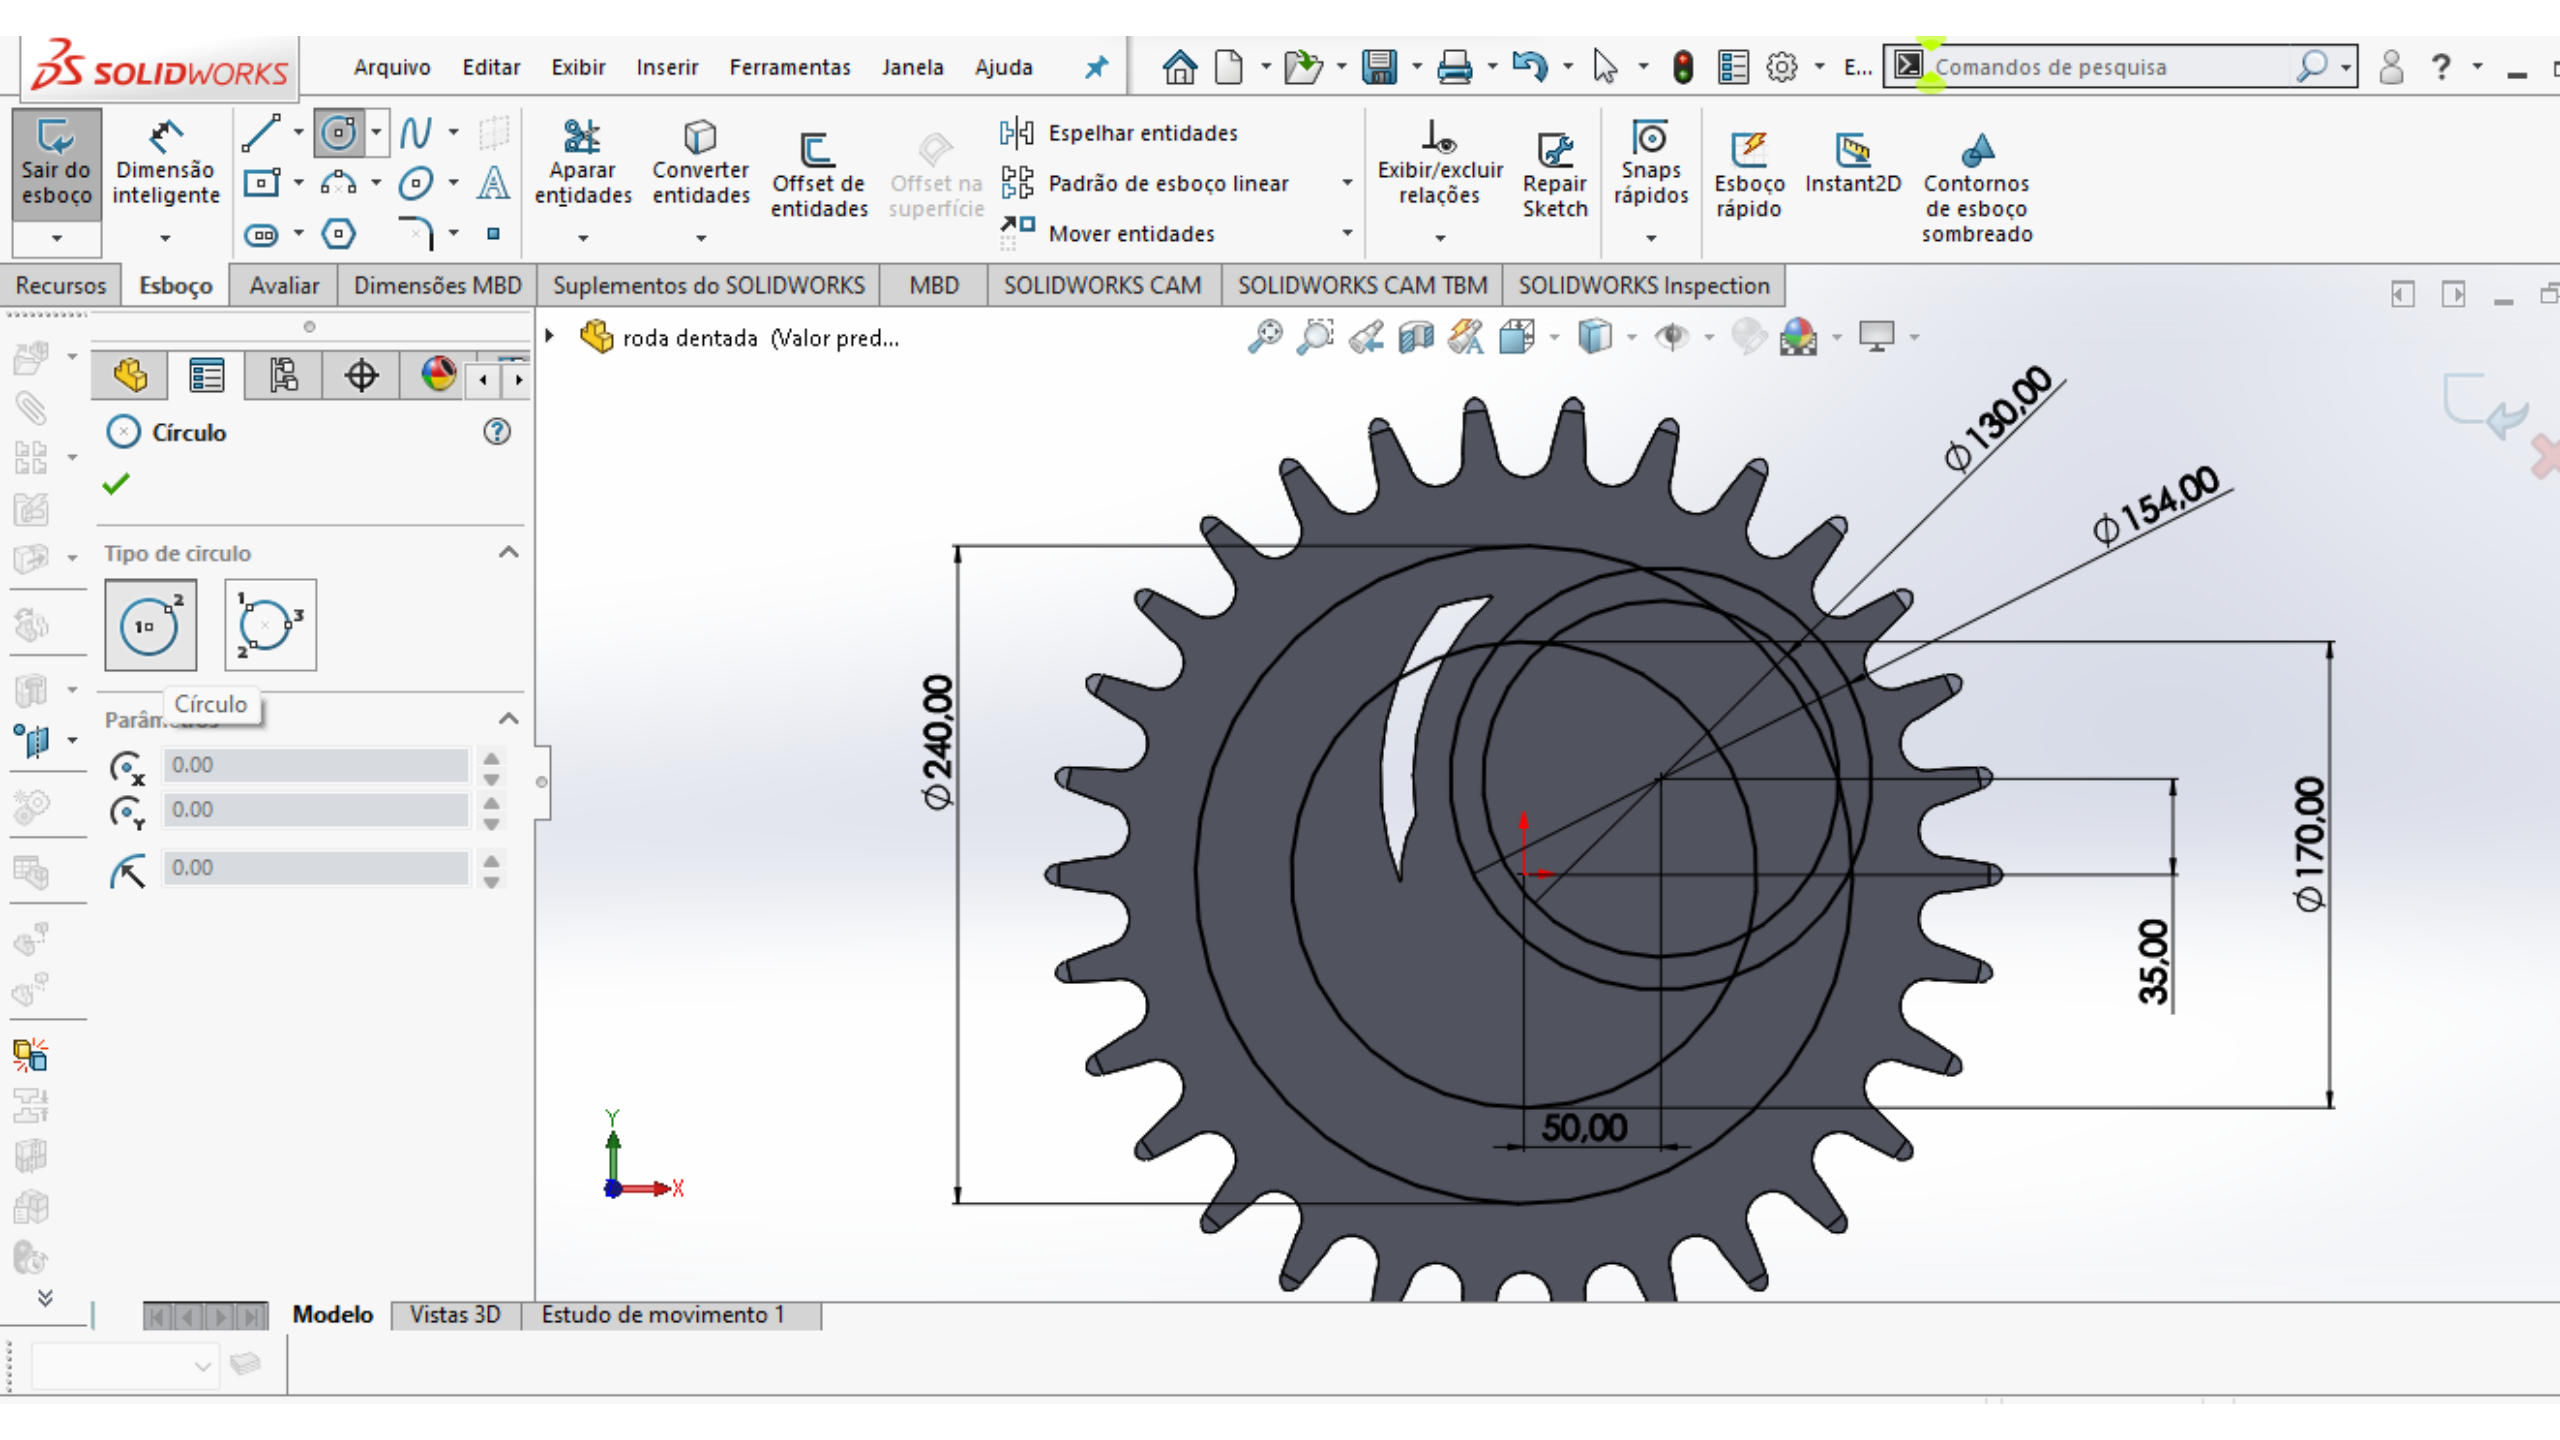 SOLIDWORKS
Arquivo Editar Exibir Inserir Ferramentas Janela Ajuda
E...
Comandos de pesquisa
?
Sair do esboço
Dimensão inteligente
Aparar entidades
Converter entidades
Offset de entidades
Offset na superfície
Espelhar entidades
Padrão de esboço linear
Mover entidades
Exibir/excluir relações
Repair Sketch
Snaps rápidos
Esboço rápido
Instant2D
Contornos de esboço sombreado
Recursos Esboço Avaliar Dimensões MBD Suplementos do SOLIDWORKS MBD SOLIDWORKS CAM SOLIDWORKS CAM TBM SOLIDWORKS Inspection
roda dentada (Valor pred...
Círculo
?
Tipo de círculo
1 2
1 2 3
Círculo
X 0.00
Y 0.00
0.00
Ø130,00
Ø154,00
Ø240,00
Ø170,00
35,00
50,00
Y
X
Modelo Vistas 3D Estudo de movimento 1